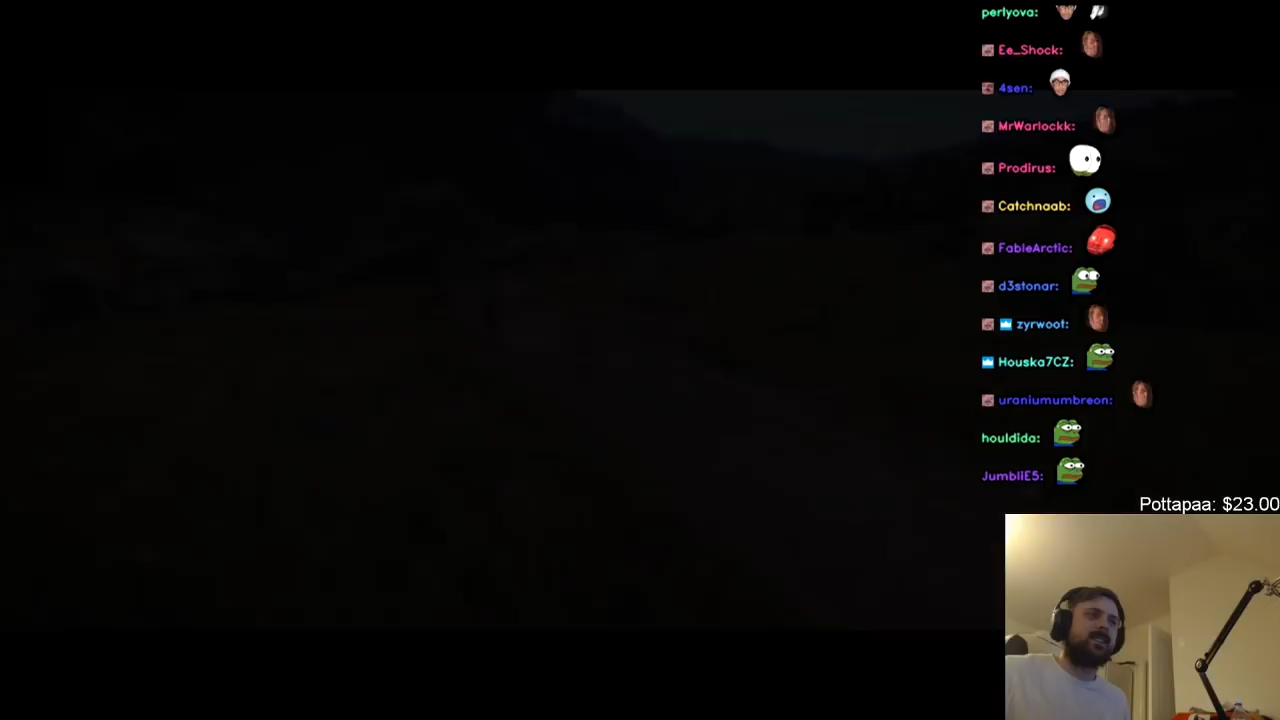 perlyova:
Ee_Shock:
4sen:
MrWarlockk:
Prodirus:
Catchnaab:
FableArctic:
d3stonar:
zyrwoot:
Houska7CZ:
uraniumumbreon:
houldida:
JumbliE5:
Pottapaa: $23.00